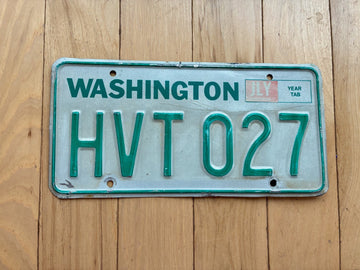 WASHINGTON JLY YEAR TAB
HVT 027